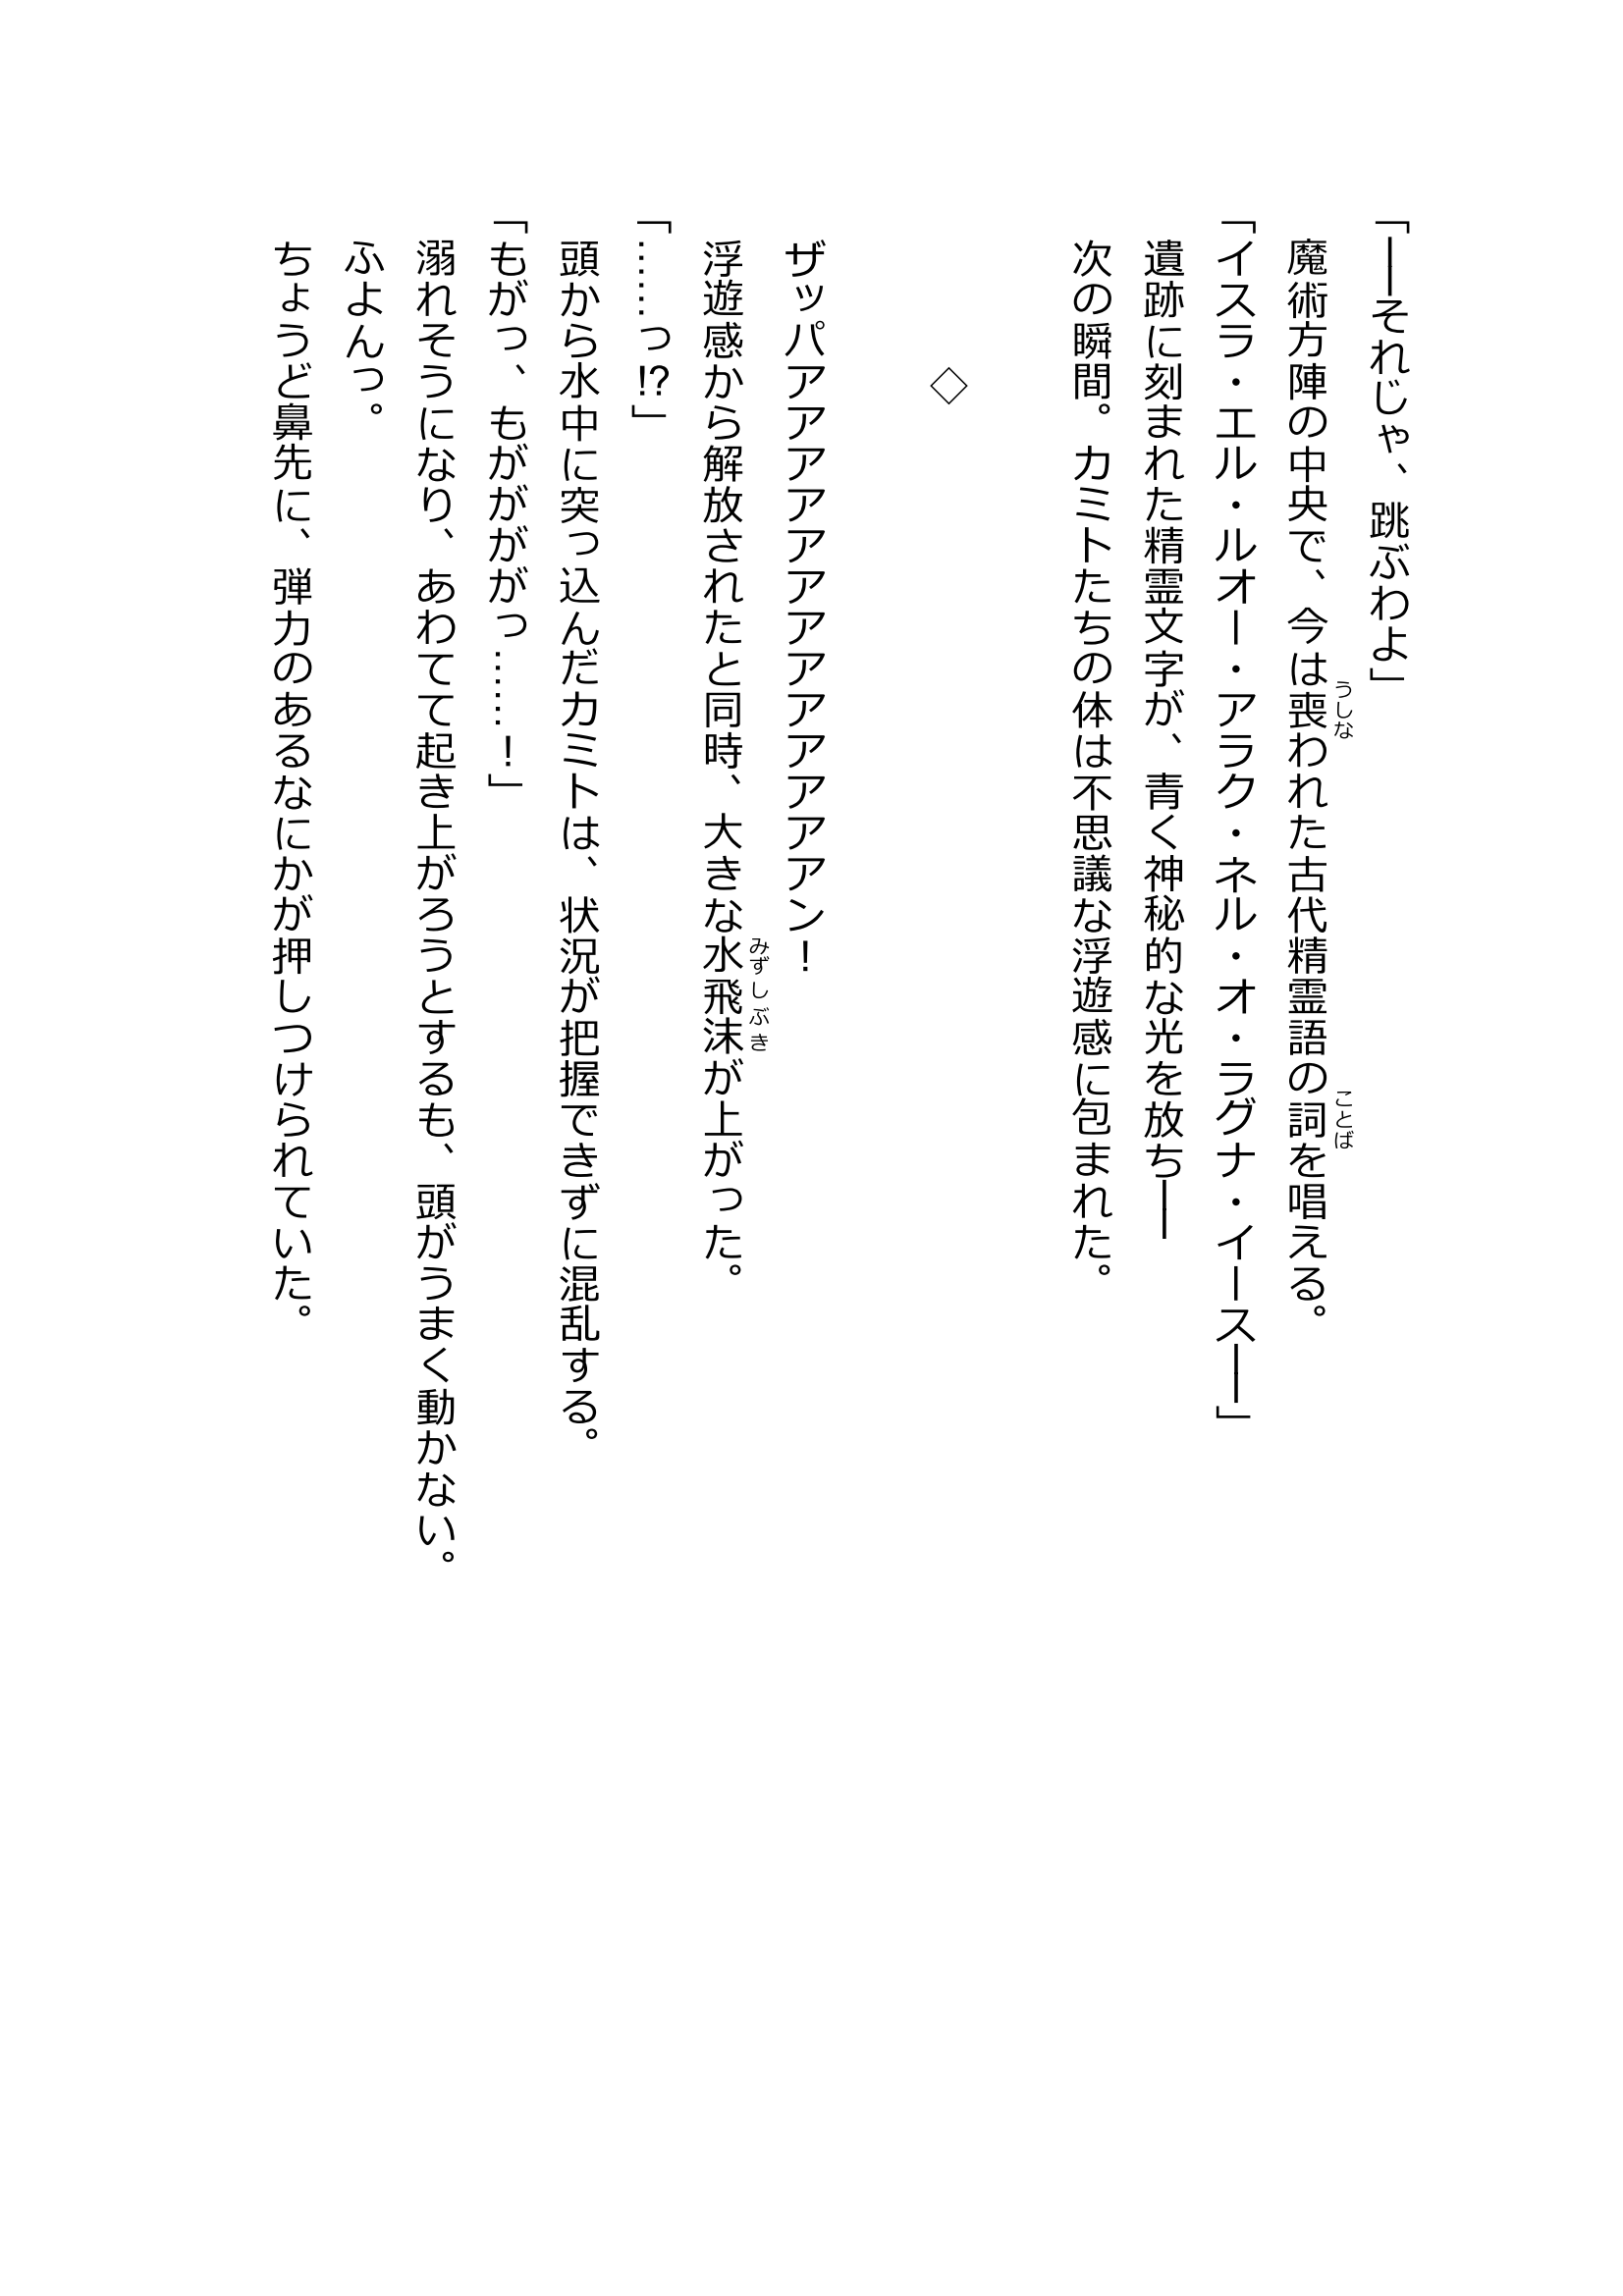 「――それじゃ、跳ぶわよ」
魔術方陣の中央で、今は喪われた古代精霊語の詞を唱える。
うしな
ことば
「イスラ・エル・ルオー・アラク・ネル・オ・ラグナ・イース――」
遺跡に刻まれた精霊文字が、青く神秘的な光を放ち――
次の瞬間。カミトたちの体は不思議な浮遊感に包まれた。
◇
ザッパアアアアアアアアアアアアアン！
浮遊感から解放されたと同時、大きな水飛沫が上がった。
みずしぶき
「……っ⁉」
頭から水中に突っ込んだカミトは、状況が把握できずに混乱する。
「もがっ、もがががっ……！」
溺れそうになり、あわてて起き上がろうとするも、頭がうまく動かない。
ふよんっ。
ちょうど鼻先に、弾力のあるなにかが押しつけられていた。